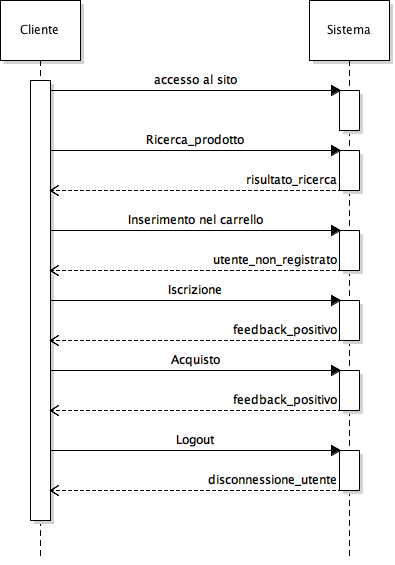 Cliente
Sistema
accesso al sito
Ricerca_prodotto
risultato_ricerca
Inserimento nel carrello
utente_non_registrato
Iscrizione
feedback_positivo
Acquisto
feedback_positivo
Logout
disconnessione_utente